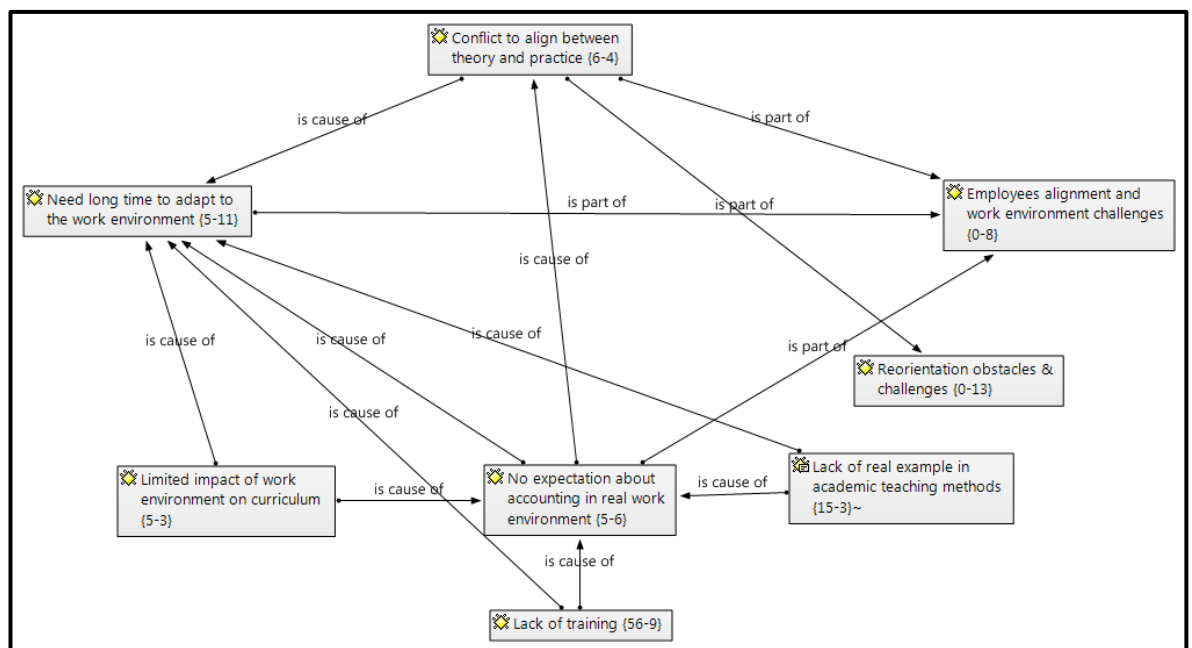 Conflict to align between
theory and practice {6-4}
is cause of
is part of
Need long time to adapt to
the work environment {5-11}
is part of
is part of
Employees alignment and
work environment challenges
{0-8}
is cause of
is cause of
is cause of
is cause of
is part of
Reorientation obstacles &
challenges {0-13}
is cause of
Limited impact of work
environment on curriculum
{5-3}
is cause of
No expectation about
accounting in real work
environment {5-6}
is cause of
Lack of real example in
academic teaching methods
{15-3}~
is cause of
Lack of training {56-9}